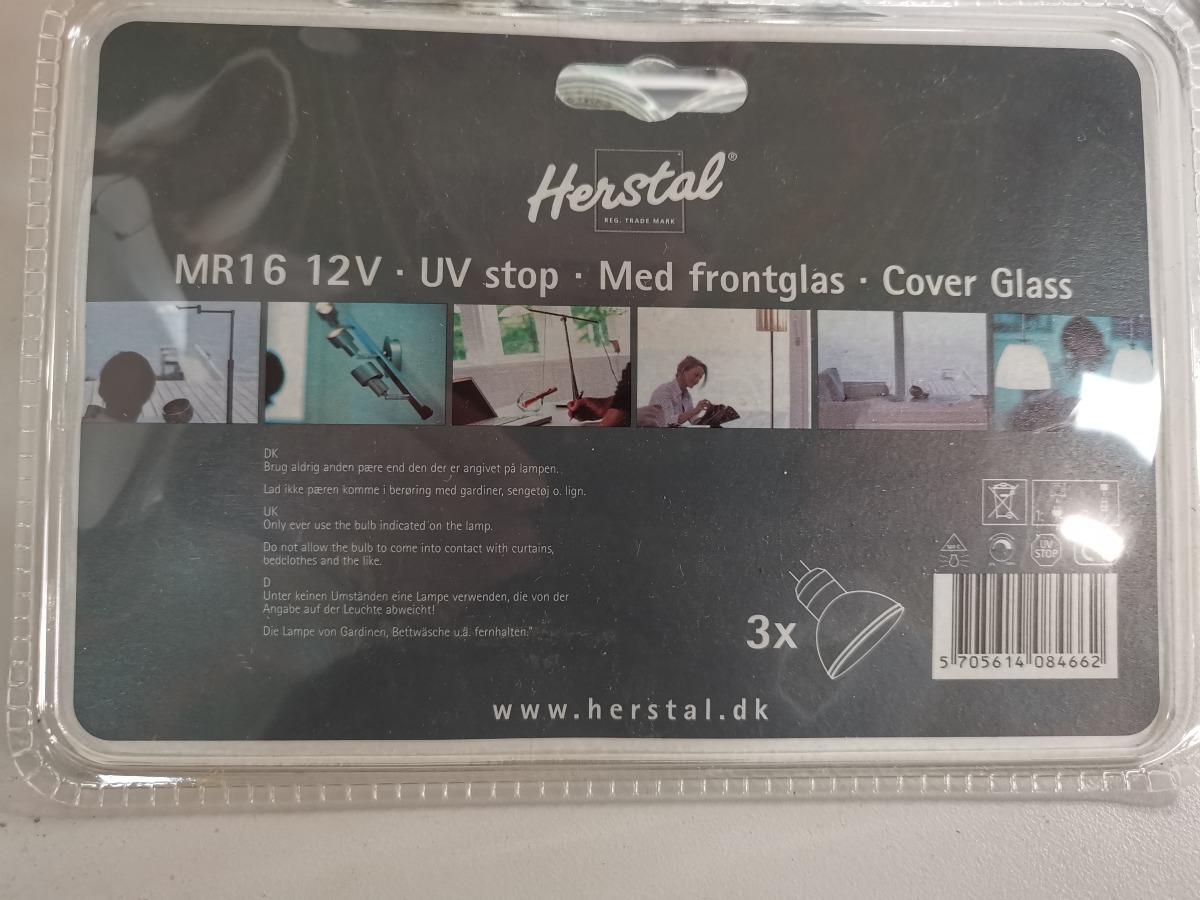 Herstal®
REG. TRADE MARK
MR16 12V · UV stop · Med frontglas · Cover Glass
DK
Brug aldrig anden pære end den der er angivet på lampen.
Lad ikke pæren komme i berøring med gardiner, sengetøj o. lign.
UK
Only ever use the bulb indicated on the lamp.
Do not allow the bulb to come into contact with curtains,
bedclothes and the like.
D
Unter keinen Umständen eine Lampe verwenden, die von der
Angabe auf der Leuchte abweicht!
Die Lampe von Gardinen, Bettwäsche u.ä. fernhalten."
UV
STOP
3x
5 705614 084662
www.herstal.dk